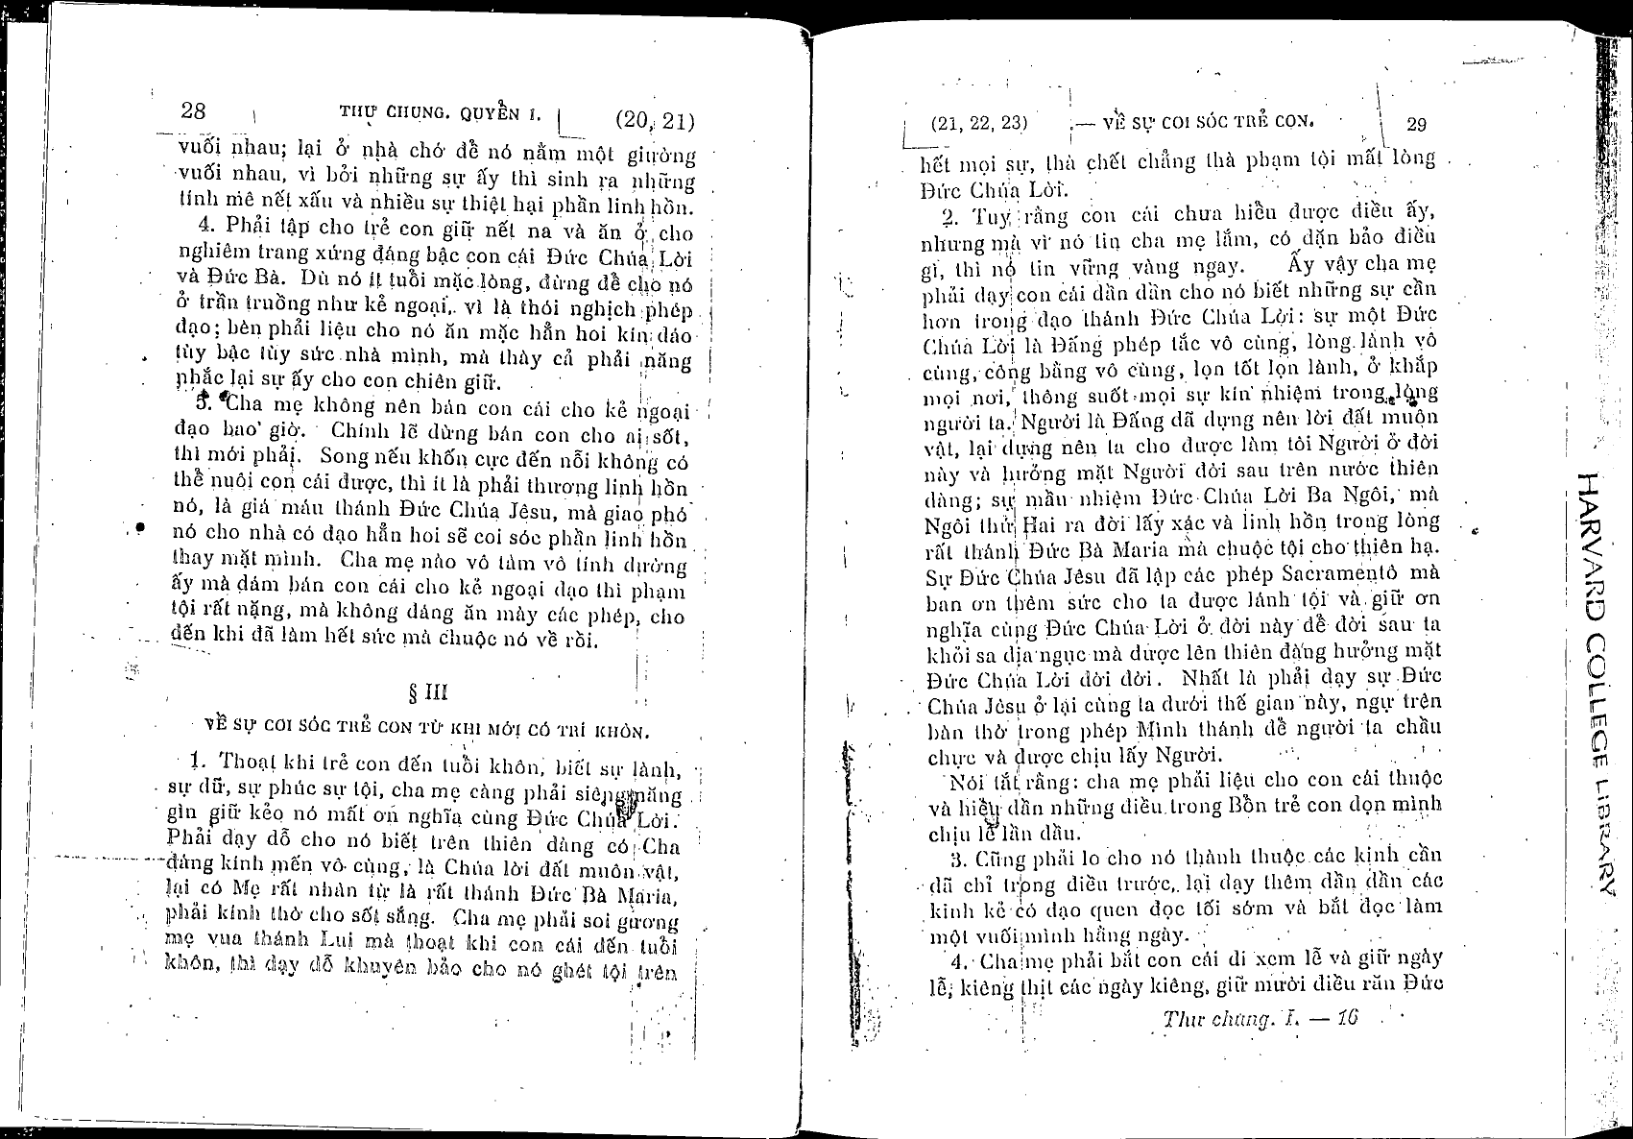 28 THƯ CHUNG. QUYỂN I. (20, 21)
vuối nhau; lại ở nhà chớ để nó nằm một giường
vuối nhau, vì bởi những sự ấy thì sinh ra những
tính mê nết xấu và nhiều sự thiệt hại phần linh hồn.
4. Phải tập cho trẻ con giữ nết na và ăn ở cho
nghiêm trang xứng đáng bậc con cái Đức Chúa Lời
và Đức Bà. Dù nó ít tuổi mặc lòng, đừng để cho nó
ở trần truồng như kẻ ngoại, vì là thói nghịch phép
đạo; bèn phải liệu cho nó ăn mặc hẳn hoi kín dáo
tùy bậc tùy sức nhà mình, mà thày cả phải năng
nhắc lại sự ấy cho con chiên giữ.
5. Cha mẹ không nên bán con cái cho kẻ ngoại
đạo bao giờ. Chính lẽ đừng bán con cho ai sốt,
thì mới phải. Song nếu khốn cực đến nỗi không có
thể nuôi con cái được, thì ít là phải thương linh hồn
nó, là giá máu thánh Đức Chúa Jêsu, mà giao phó
nó cho nhà có đạo hẳn hoi sẽ coi sóc phần linh hồn
thay mặt mình. Cha mẹ nào vô tâm vô tính dường
ấy mà dám bán con cái cho kẻ ngoại đạo thì phạm
tội rất nặng, mà không đáng ăn mày các phép, cho
đến khi đã làm hết sức mà chuộc nó về rồi.
§ III
VỀ SỰ COI SÓC TRẺ CON TỪ KHI MỚI CÓ TRÍ KHÔN.
1. Thoạt khi trẻ con đến tuổi khôn, biết sự lành,
sự dữ, sự phúc sự tội, cha mẹ càng phải siêng năng
gìn giữ kẻo nó mất ơn nghĩa cùng Đức Chúa Lời.
Phải dạy dỗ cho nó biết trên thiên đàng có Cha
đáng kính mến vô cùng, là Chúa lời đất muôn vật,
lại có Mẹ rất nhân từ là rất thánh Đức Bà Maria,
phải kính thờ cho sốt sắng. Cha mẹ phải soi gương
mẹ vua thánh Lui mà thoạt khi con cái đến tuổi
khôn, thì dạy dỗ khuyên bảo cho nó ghét tội trên
(21, 22, 23) — VỀ SỰ COI SÓC TRẺ CON. 29
hết mọi sự, thà chết chẳng thà phạm tội mất lòng
Đức Chúa Lời.
2. Tuy rằng con cái chưa hiểu được điều ấy,
nhưng mà vì nó tin cha mẹ lắm, có dặn bảo điều
gì, thì nó tin vững vàng ngay. Ấy vậy cha mẹ
phải dạy con cái dần dần cho nó biết những sự cần
hơn trong đạo thánh Đức Chúa Lời: sự một Đức
Chúa Lời là Đấng phép tắc vô cùng, lòng lành vô
cùng, công bằng vô cùng, lọn tốt lọn lành, ở khắp
mọi nơi, thông suốt mọi sự kín nhiệm trong lòng
người ta. Người là Đấng đã dựng nên lời đất muôn
vật, lại dựng nên ta cho được làm tôi Người ở đời
này và hưởng mặt Người đời sau trên nước thiên
đàng; sự mầu nhiệm Đức Chúa Lời Ba Ngôi, mà
Ngôi thứ Hai ra đời lấy xác và linh hồn trong lòng
rất thánh Đức Bà Maria mà chuộc tội cho thiên hạ.
Sự Đức Chúa Jêsu đã lập các phép Sacramentô mà
ban ơn thêm sức cho ta được lánh tội và giữ ơn
nghĩa cùng Đức Chúa Lời ở đời này để đời sau ta
khỏi sa địa ngục mà được lên thiên đàng hưởng mặt
Đức Chúa Lời đời đời. Nhất là phải dạy sự Đức
Chúa Jêsu ở lại cùng ta dưới thế gian này, ngự trên
bàn thờ trong phép Mình thánh để người ta chầu
chực và được chịu lấy Người.
Nói tắt rằng: cha mẹ phải liệu cho con cái thuộc
và hiểu dần những điều trong Bổn trẻ con dọn mình
chịu lễ lần đầu.
3. Cũng phải lo cho nó thành thuộc các kinh cần
đã chỉ trong điều trước, lại dạy thêm dần dần các
kinh kẻ có đạo quen đọc tối sớm và bắt đọc làm
một vuối mình hằng ngày.
4. Cha mẹ phải bắt con cái đi xem lễ và giữ ngày
lễ, kiêng thịt các ngày kiêng, giữ mười điều răn Đức
Thư chung. I. — 16
HARVARD COLLEGE LIBRARY